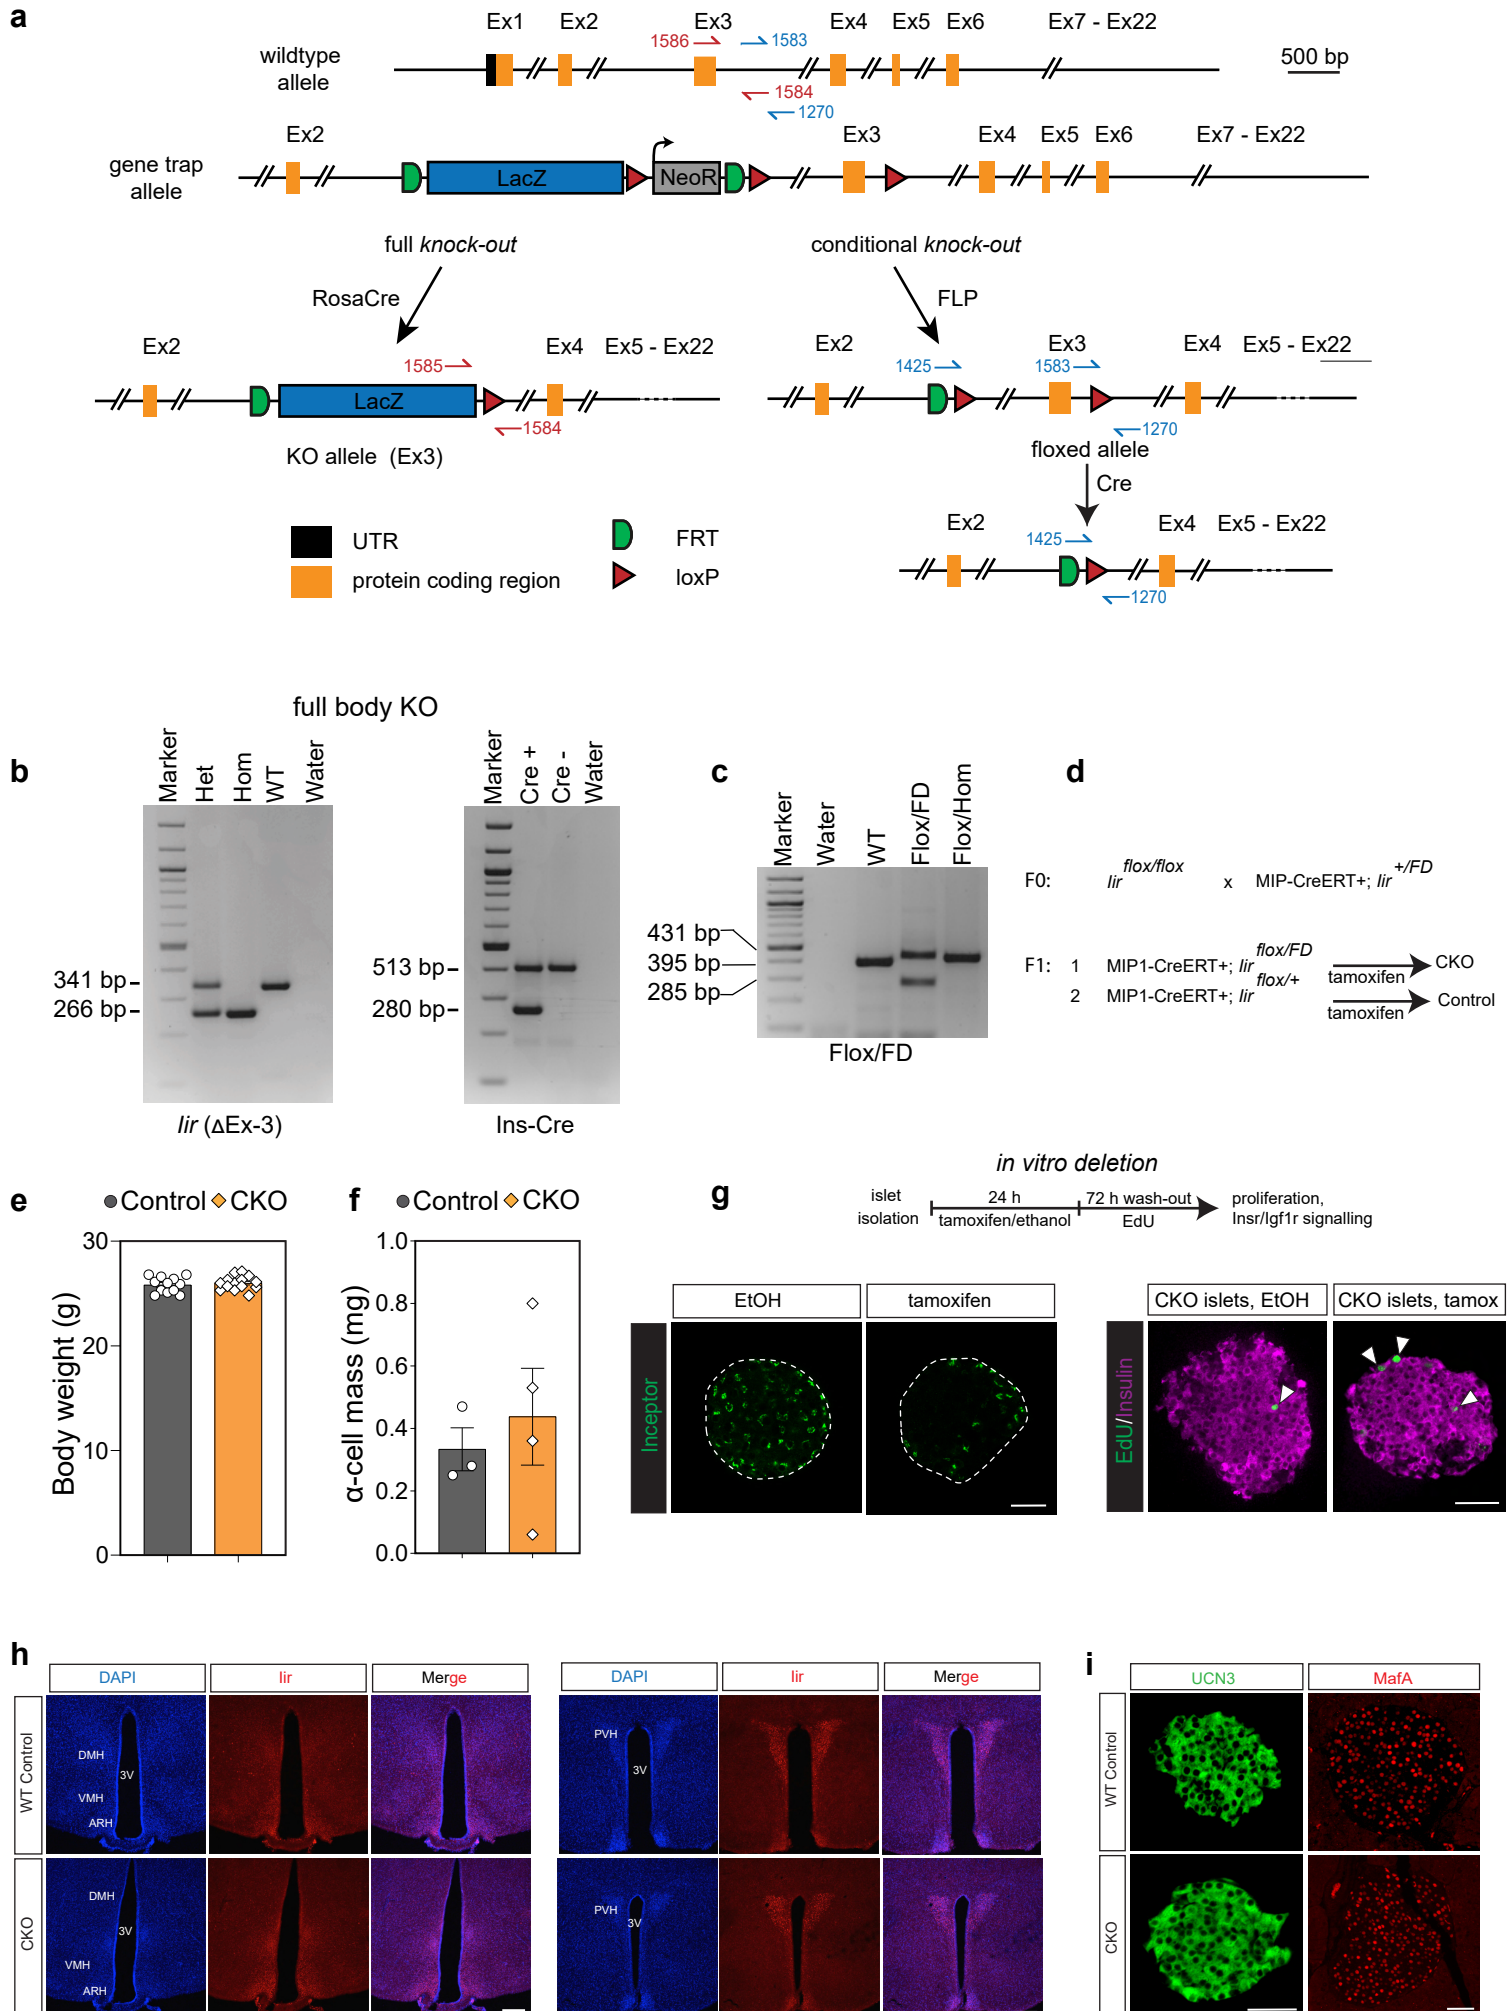 a
Ex1 Ex2 Ex3 Ex4 Ex5 Ex6 Ex7 - Ex22
1586 1583
wildtype
allele
500 bp
1584
1270
Ex2 Ex3 Ex4 Ex5 Ex6 Ex7 - Ex22
gene trap
allele
LacZ NeoR
full knock-out conditional knock-out
RosaCre FLP
Ex2 Ex4 Ex5 - Ex22
1585
LacZ
1584
KO allele (Ex3)
Ex2 Ex3 Ex4 Ex5 - Ex22
1425 1583
1270
floxed allele
Cre
Ex2 Ex4 Ex5 - Ex22
1425
1270
UTR FRT
protein coding region loxP
full body KO
b
Marker Het Hom WT Water
341 bp
266 bp
Iir (ΔEx-3)
Marker Cre + Cre - Water
513 bp
280 bp
Ins-Cre
c
Marker Water WT Flox/FD Flox/Hom
431 bp
395 bp
285 bp
Flox/FD
d
F0: Iir flox/flox x MIP-CreERT+; Iir +/FD
F1: 1 MIP1-CreERT+; Iir flox/FD tamoxifen CKO
2 MIP1-CreERT+; Iir flox/+ tamoxifen Control
e
Control CKO
Body weight (g)
30
20
10
0
f
Control CKO
α-cell mass (mg)
1.0
0.8
0.6
0.4
0.2
0.0
g
in vitro deletion
islet
isolation
24 h 72 h wash-out
tamoxifen/ethanol EdU
proliferation,
Insr/Igf1r signalling
EtOH tamoxifen
Inceptor
CKO islets, EtOH CKO islets, tamox
EdU/Insulin
h
DAPI Iir Merge DAPI Iir Merge
WT Control
DMH
3V
VMH
ARH
PVH
3V
CKO
DMH
3V
VMH
ARH
PVH
3V
i
UCN3 MafA
WT Control
CKO